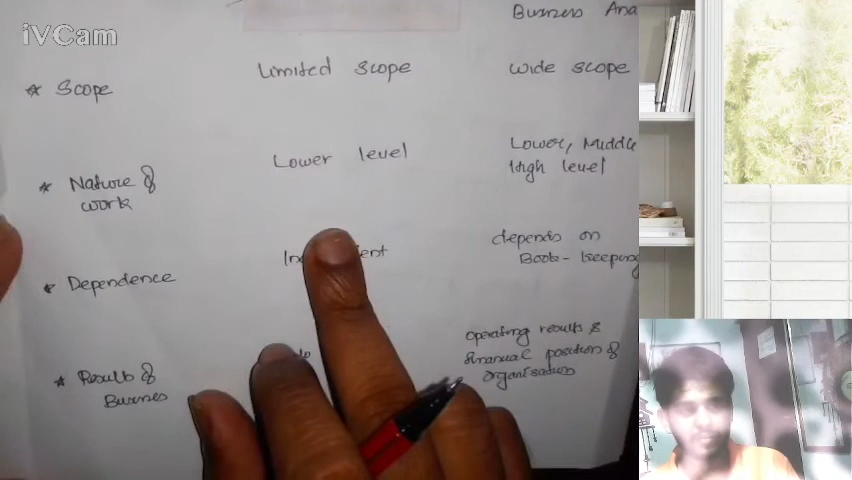 iVCam
Business Ana
* Scope Limited Scope wide scope
* Nature of Lower level Lower, Middle
work High level
* Dependence depends on
Book-keeping
* Results of operating results &
Business financial position of
organisation